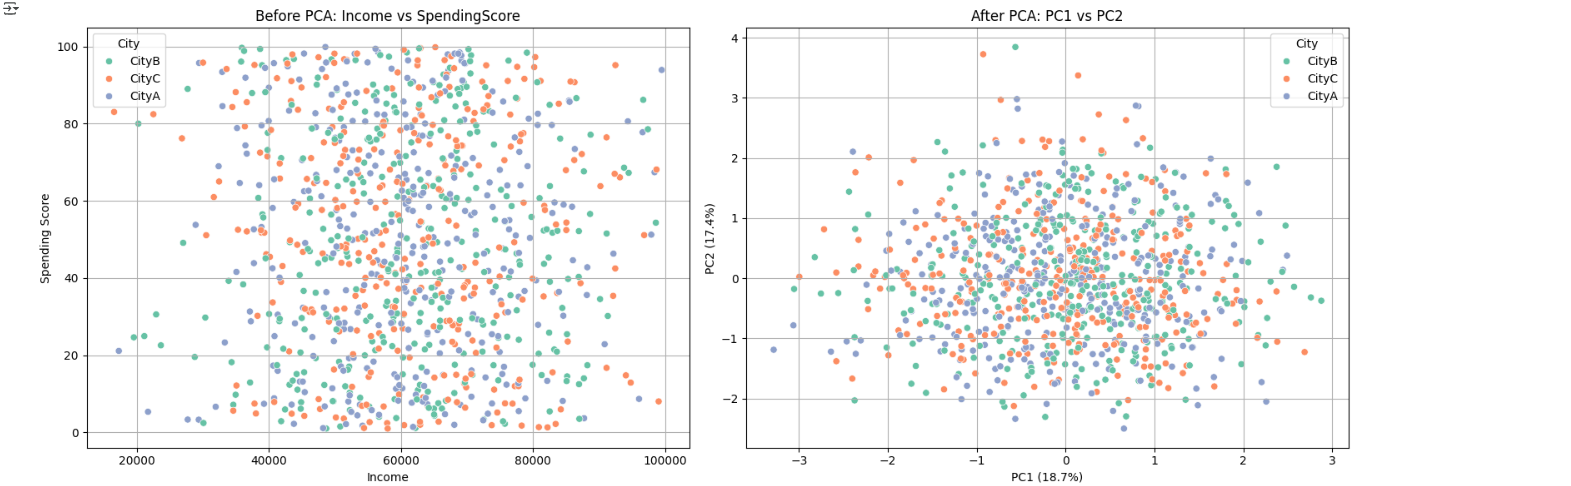 Before PCA: Income vs SpendingScore
City
CityB
CityC
CityA
100
80
60
40
20
0
Spending Score
20000 40000 60000 80000 100000
Income
After PCA: PC1 vs PC2
City
CityB
CityC
CityA
4
3
2
1
0
−1
−2
PC2 (17.4%)
−3 −2 −1 0 1 2 3
PC1 (18.7%)